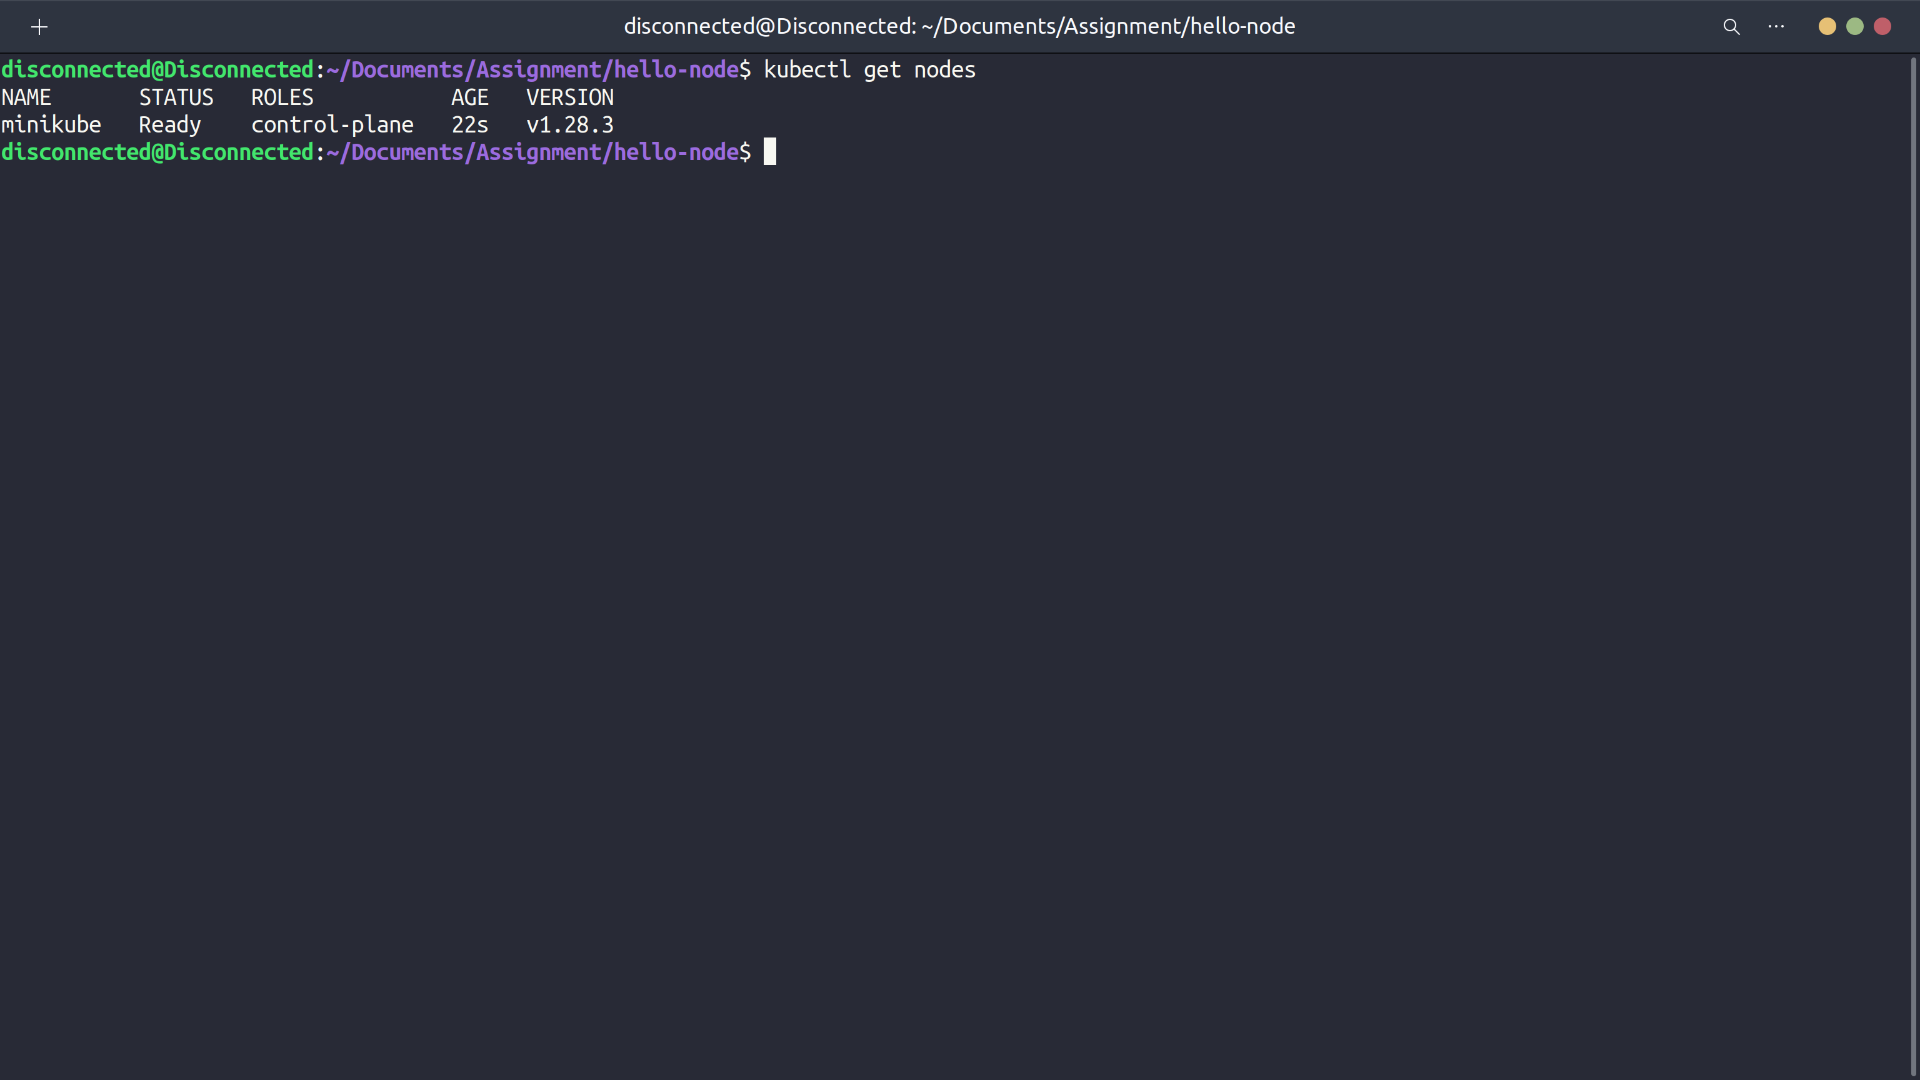 disconnected@Disconnected: ~/Documents/Assignment/hello-node
disconnected@Disconnected:~/Documents/Assignment/hello-node$ kubectl get nodes
NAME       STATUS   ROLES           AGE   VERSION
minikube   Ready    control-plane   22s   v1.28.3
disconnected@Disconnected:~/Documents/Assignment/hello-node$